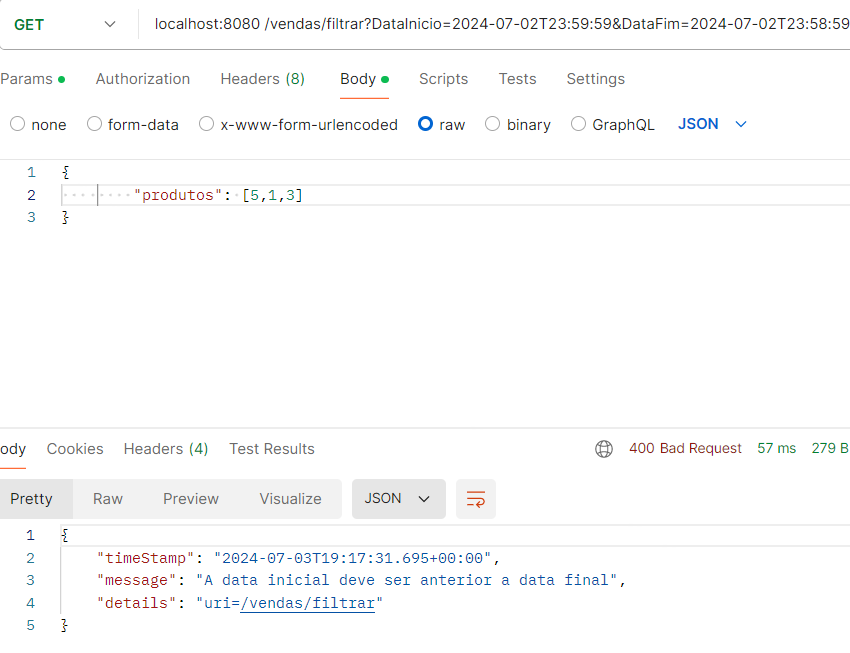 GET localhost:8080 /vendas/filtrar?DataInicio=2024-07-02T23:59:59&DataFim=2024-07-02T23:58:59
Params Authorization Headers (8) Body Scripts Tests Settings
none form-data x-www-form-urlencoded raw binary GraphQL JSON
1 {
2 "produtos": [5,1,3]
3 }
ody Cookies Headers (4) Test Results 400 Bad Request 57 ms 279 B
Pretty Raw Preview Visualize JSON
1 {
2 "timeStamp": "2024-07-03T19:17:31.695+00:00",
3 "message": "A data inicial deve ser anterior a data final",
4 "details": "uri=/vendas/filtrar"
5 }